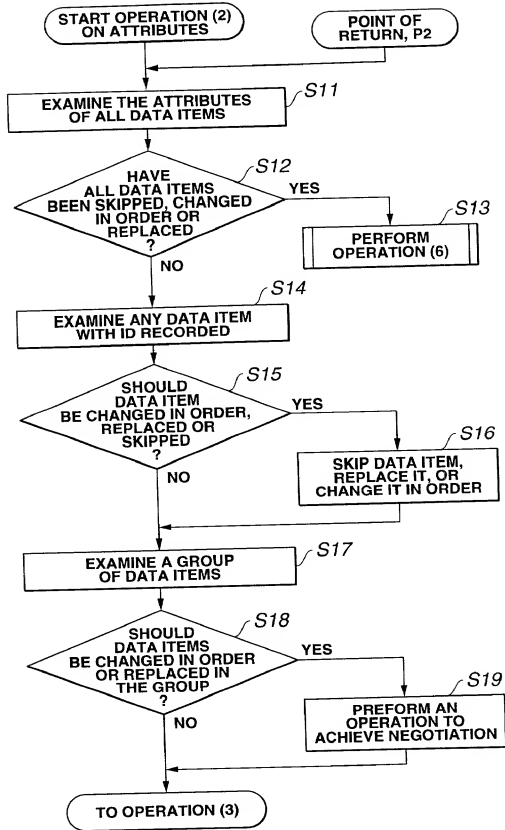 START OPERATION (2)
ON ATTRIBUTES
POINT OF
RETURN, P2
S11
EXAMINE THE ATTRIBUTES
OF ALL DATA ITEMS
S12
HAVE
ALL DATA ITEMS
BEEN SKIPPED, CHANGED
IN ORDER OR
REPLACED
?
YES
NO
S13
PERFORM
OPERATION (6)
S14
EXAMINE ANY DATA ITEM
WITH ID RECORDED
S15
SHOULD
DATA ITEM
BE CHANGED IN ORDER,
REPLACED OR
SKIPPED
?
YES
NO
S16
SKIP DATA ITEM,
REPLACE IT, OR
CHANGE IT IN ORDER
S17
EXAMINE A GROUP
OF DATA ITEMS
S18
SHOULD
DATA ITEMS
BE CHANGED IN ORDER
OR REPLACED IN
THE GROUP
?
YES
NO
S19
PREFORM AN
OPERATION TO
ACHIEVE NEGOTIATION
TO OPERATION (3)